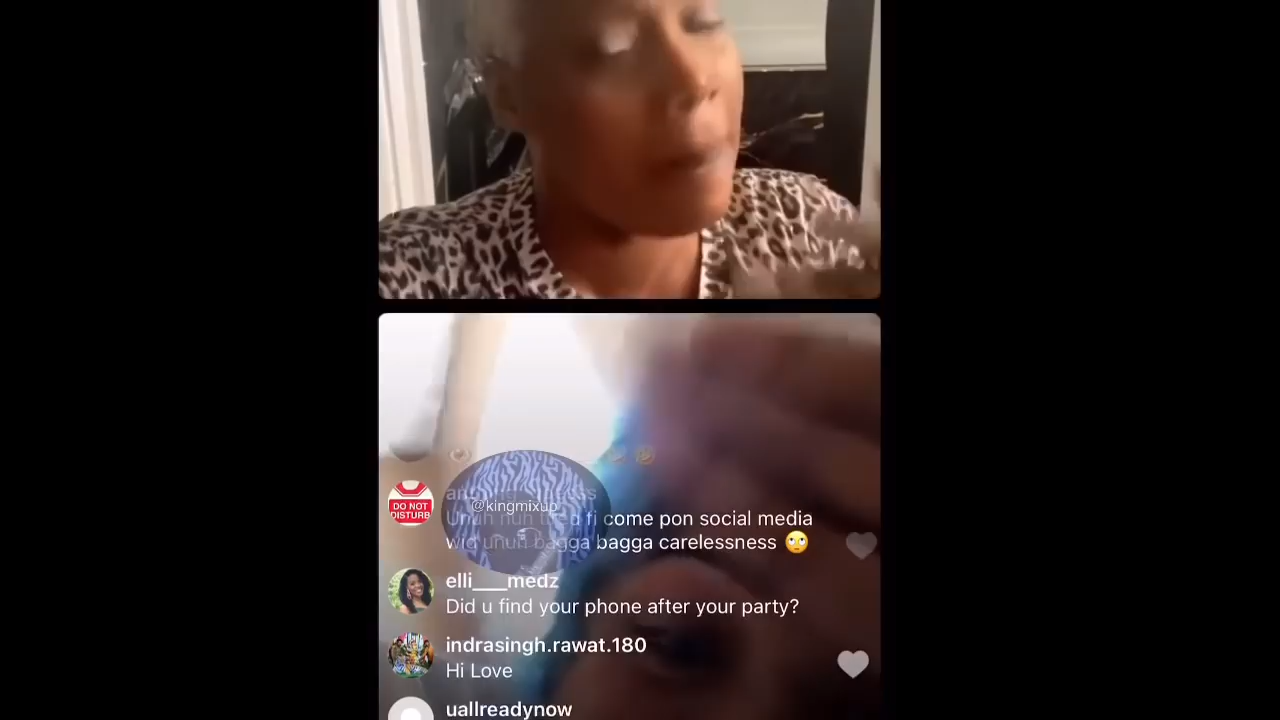 @kingmixup
DO NOT
DISTURB
come pon social media
bagga carelessness 🙄
elli___medz
Did u find your phone after your party?
indrasingh.rawat.180
Hi Love
uallreadynow